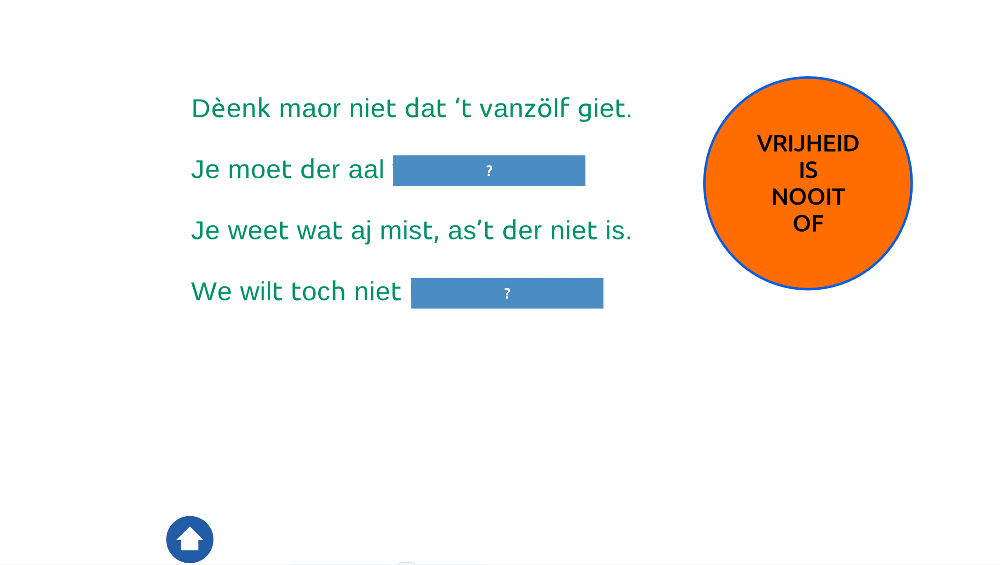 Dèenk maor niet dat ‘t vanzölf giet.
Je moet der aal ?
Je weet wat aj mist, as’t der niet is.
We wilt toch niet ?
VRIJHEID
IS
NOOIT
OF